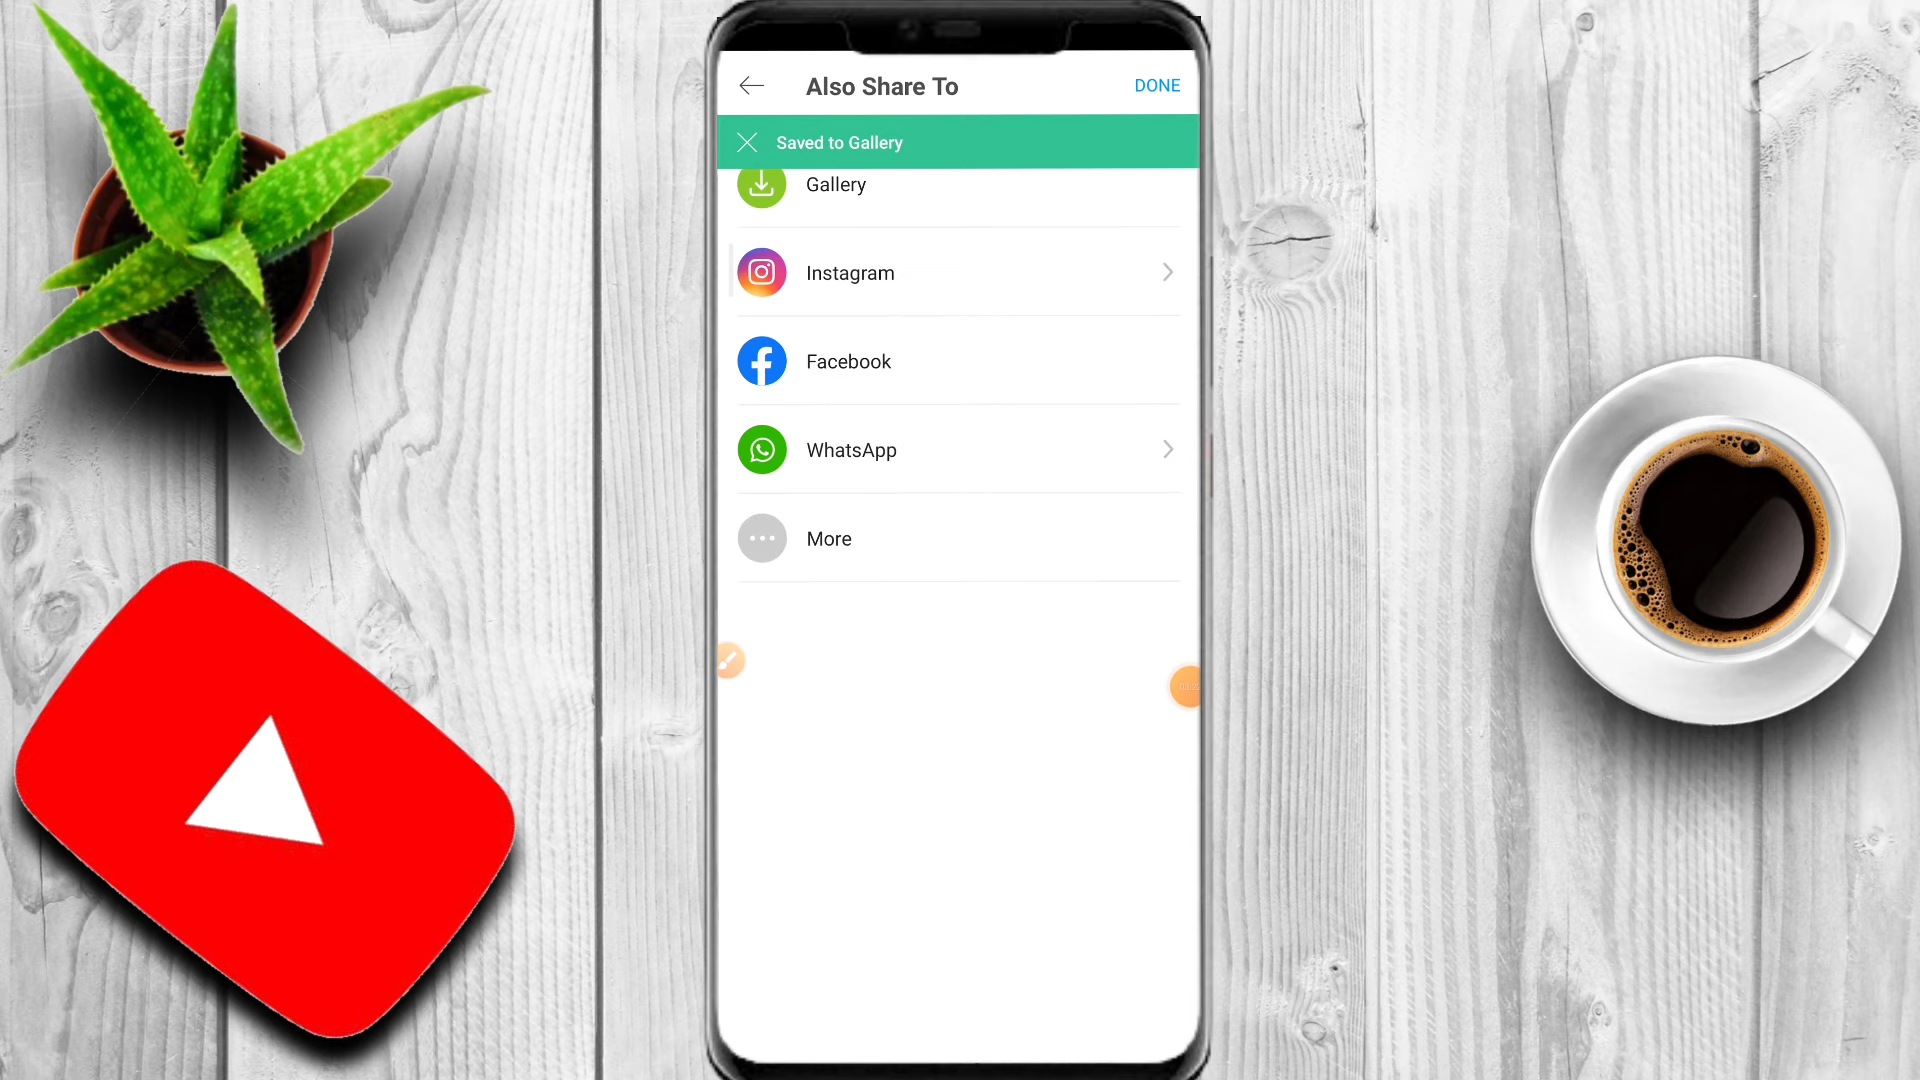 Also Share To
DONE
Saved to Gallery
Gallery
Instagram
Facebook
WhatsApp
More